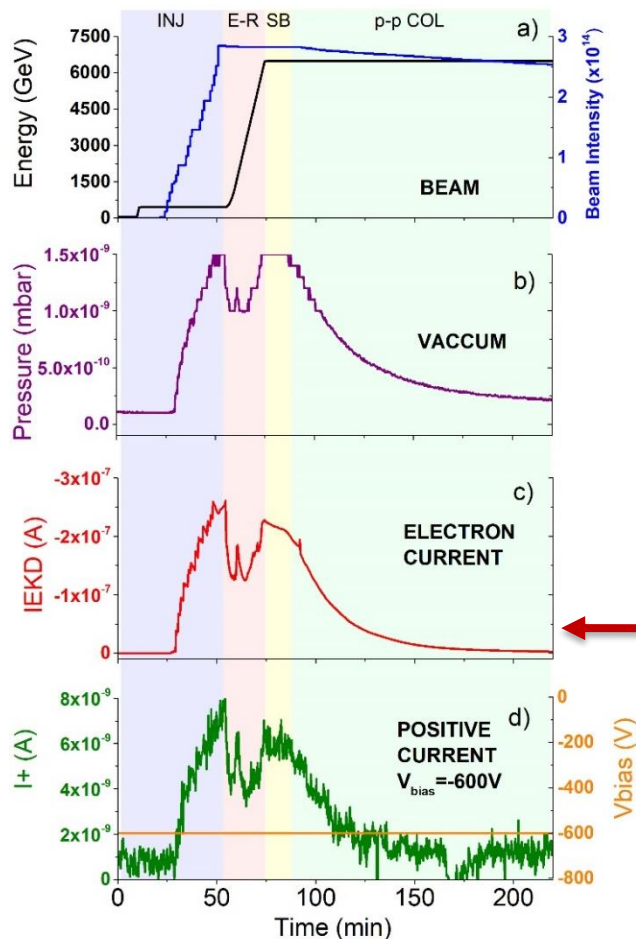 INJ E-R SB p-p COL
a)
Energy (GeV)
7500
6000
4500
3000
1500
0
Beam Intensity (x10¹⁴)
3
2
1
0
BEAM
b)
Pressure (mbar)
1.5x10⁻⁹
1.0x10⁻⁹
5.0x10⁻¹⁰
0.0
VACCUM
c)
IEKD (A)
-3x10⁻⁷
-2x10⁻⁷
-1x10⁻⁷
0
ELECTRON
CURRENT
d)
I+ (A)
8x10⁻⁹
6x10⁻⁹
4x10⁻⁹
2x10⁻⁹
0
Vbias (V)
0
-200
-400
-600
-800
POSITIVE
CURRENT
V_bias=-600V
0 50 100 150 200
Time (min)